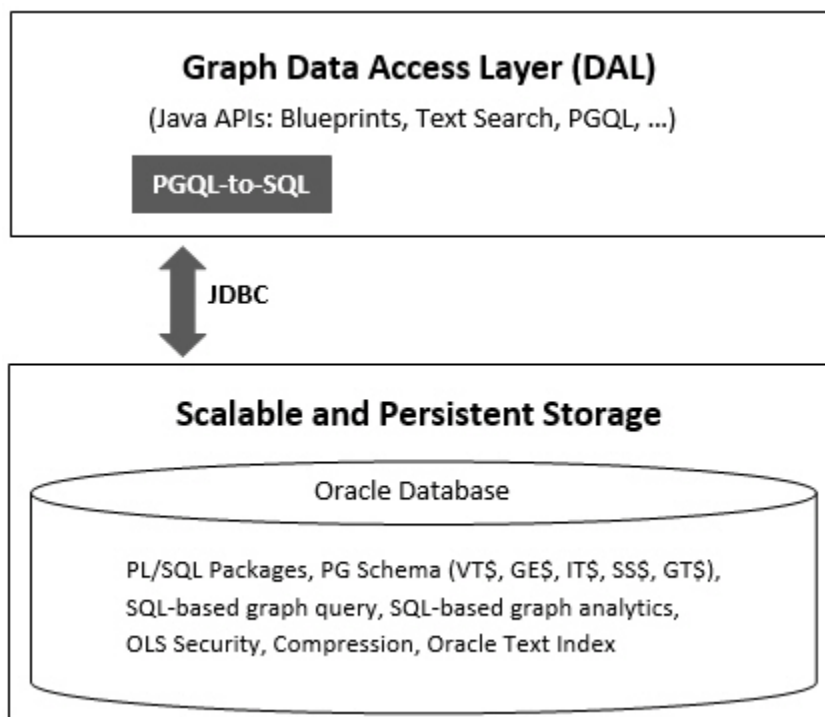 Graph Data Access Layer (DAL)
(Java APIs: Blueprints, Text Search, PGQL, ...)
PGQL-to-SQL
JDBC
Scalable and Persistent Storage
Oracle Database
PL/SQL Packages, PG Schema (VT$, GE$, IT$, SS$, GT$),
SQL-based graph query, SQL-based graph analytics,
OLS Security, Compression, Oracle Text Index